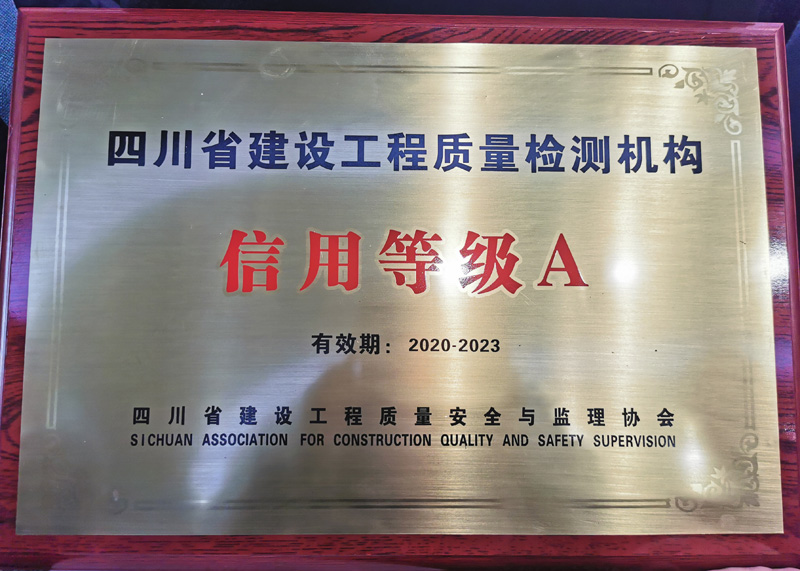 四川省建设工程质量检测机构
信用等级A
有效期：2020-2023
四川省建设工程质量安全与监理协会
SICHUAN ASSOCIATION FOR CONSTRUCTION QUALITY AND SAFETY SUPERVISION